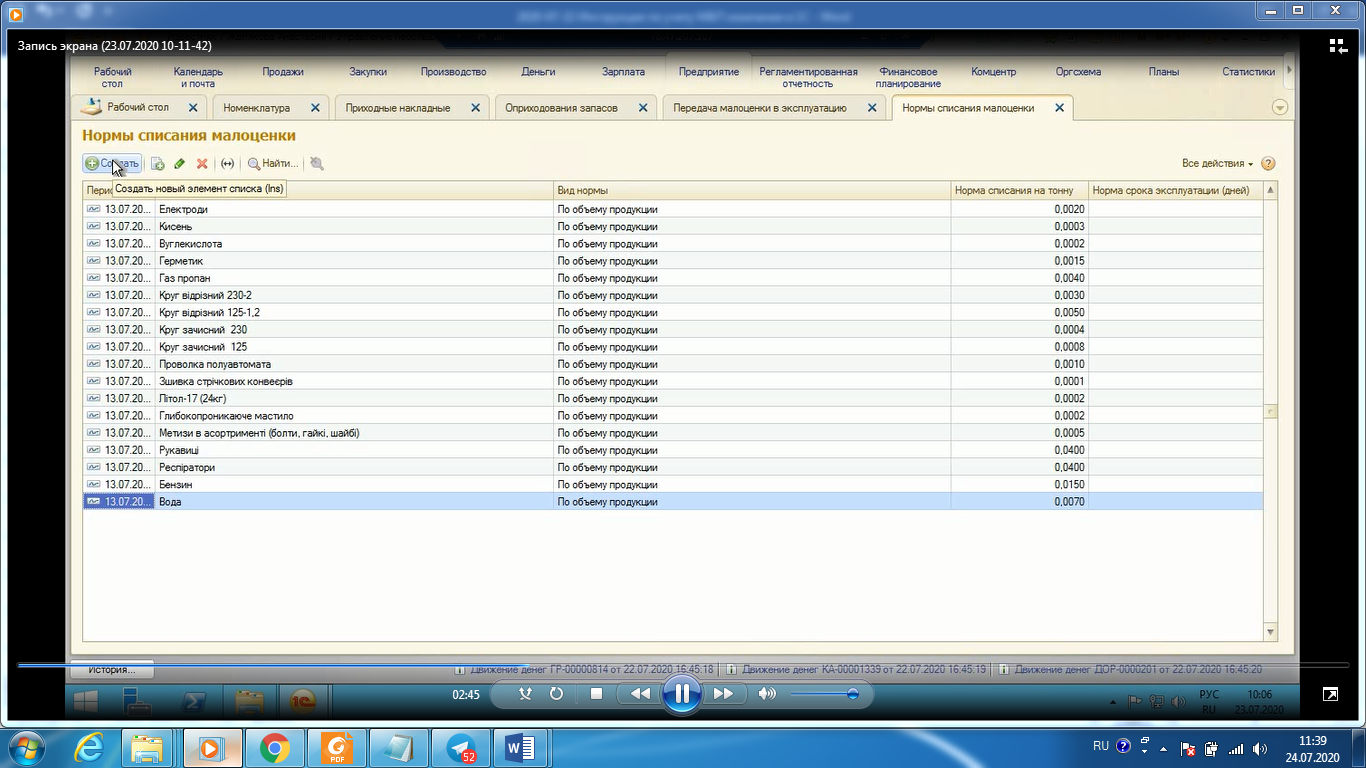 2020-07-23 Инструкция по учету МБП компании в 1С - Word
Запись экрана (23.07.2020 10-11-42)
Рабочий стол
Календарь и почта
Продажи
Закупки
Производство
Деньги
Зарплата
Предприятие
Регламентированная отчетность
Финансовое планирование
Комцентр
Оргсхема
Планы
Статистики
Рабочий стол
Номенклатура
Приходные накладные
Оприходования запасов
Передача малоценки в эксплуатацию
Нормы списания малоценки
Нормы списания малоценки
Создать
Найти...
Все действия
Создать новый элемент списка (Ins)
Вид нормы Норма списания на тонну Норма срока эксплуатации (дней)
13.07.20... Електроди По объему продукции 0,0020
13.07.20... Кисень По объему продукции 0,0003
13.07.20... Вуглекислота По объему продукции 0,0002
13.07.20... Герметик По объему продукции 0,0015
13.07.20... Газ пропан По объему продукции 0,0040
13.07.20... Круг відрізний 230-2 По объему продукции 0,0030
13.07.20... Круг відрізний 125-1,2 По объему продукции 0,0050
13.07.20... Круг зачисний 230 По объему продукции 0,0004
13.07.20... Круг зачисний 125 По объему продукции 0,0008
13.07.20... Проволка полуавтомата По объему продукции 0,0010
13.07.20... Зшивка стрічкових конвеєрів По объему продукции 0,0001
13.07.20... Літол-17 (24кг) По объему продукции 0,0002
13.07.20... Глибокопроникаюче мастило По объему продукции 0,0002
13.07.20... Метизи в асортрименті (болти, гайкі, шайбі) По объему продукции 0,0005
13.07.20... Рукавиці По объему продукции 0,0400
13.07.20... Респіратори По объему продукции 0,0400
13.07.20... Бензин По объему продукции 0,0150
13.07.20... Вода По объему продукции 0,0070
История...
Движение денег ГР-00000814 от 22.07.2020 16:45:18
Движение денег КА-00001339 от 22.07.2020 16:45:19
Движение денег ДОР-0000201 от 22.07.2020 16:45:20
02:45
РУС
RU
10:06
23.07.2020
PDF
52
RU
11:39
24.07.2020